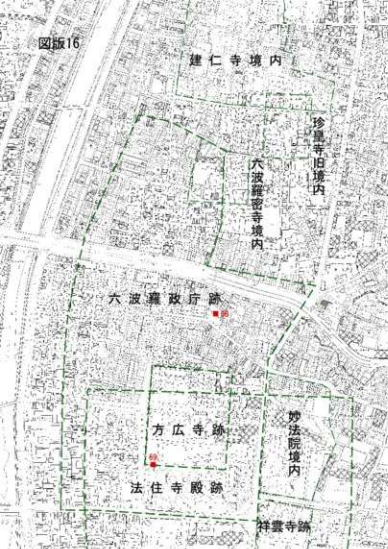 図版16
建仁寺境内
珍皇寺旧境内
六波羅密寺境内
六波羅政庁跡
方広寺跡
妙法院境内
法住寺殿跡
祥雲寺跡